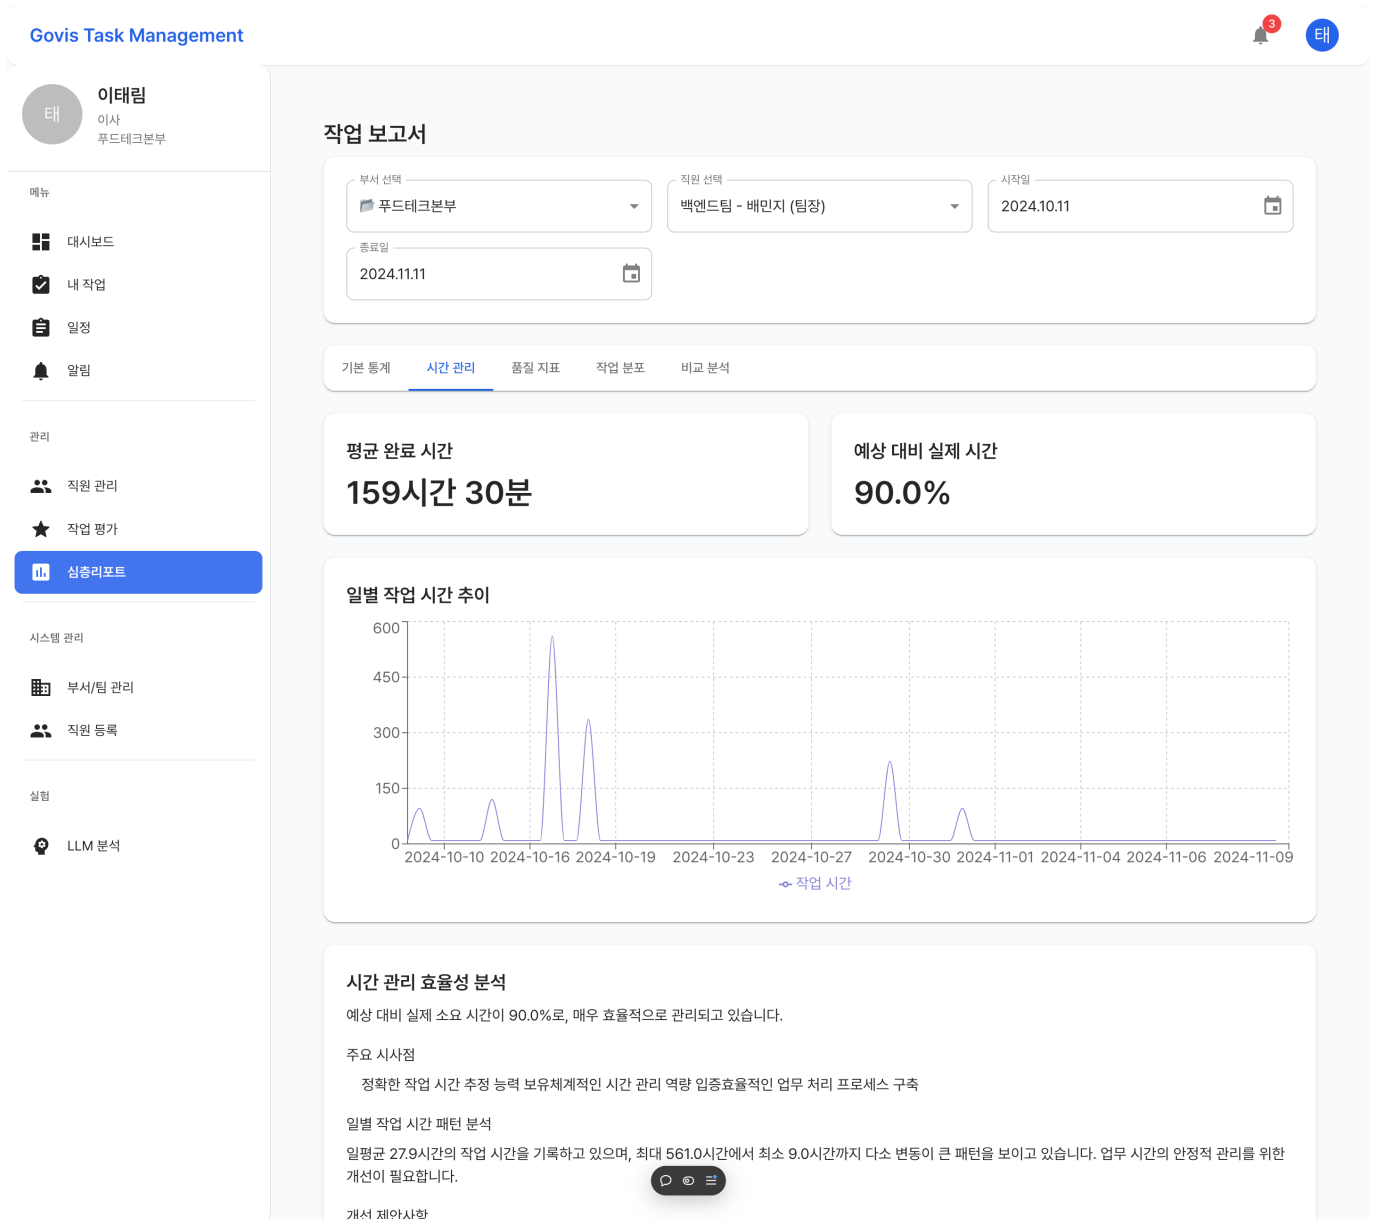 Govis Task Management
3
태
태
이태림
이사
푸드테크본부
메뉴
대시보드
내 작업
일정
알림
관리
직원 관리
작업 평가
심층리포트
시스템 관리
부서/팀 관리
직원 등록
실험
LLM 분석
작업 보고서
부서 선택
푸드테크본부
직원 선택
백엔드팀 - 배민지 (팀장)
시작일
2024.10.11
종료일
2024.11.11
기본 통계
시간 관리
품질 지표
작업 분포
비교 분석
평균 완료 시간
159시간 30분
예상 대비 실제 시간
90.0%
일별 작업 시간 추이
600
450
300
150
0
2024-10-10 2024-10-16 2024-10-19 2024-10-23 2024-10-27 2024-10-30 2024-11-01 2024-11-04 2024-11-06 2024-11-09
작업 시간
시간 관리 효율성 분석
예상 대비 실제 소요 시간이 90.0%로, 매우 효율적으로 관리되고 있습니다.
주요 시사점
정확한 작업 시간 추정 능력 보유체계적인 시간 관리 역량 입증효율적인 업무 처리 프로세스 구축
일별 작업 시간 패턴 분석
일평균 27.9시간의 작업 시간을 기록하고 있으며, 최대 561.0시간에서 최소 9.0시간까지 다소 변동이 큰 패턴을 보이고 있습니다. 업무 시간의 안정적 관리를 위한
개선이 필요합니다.
개선 제안사항